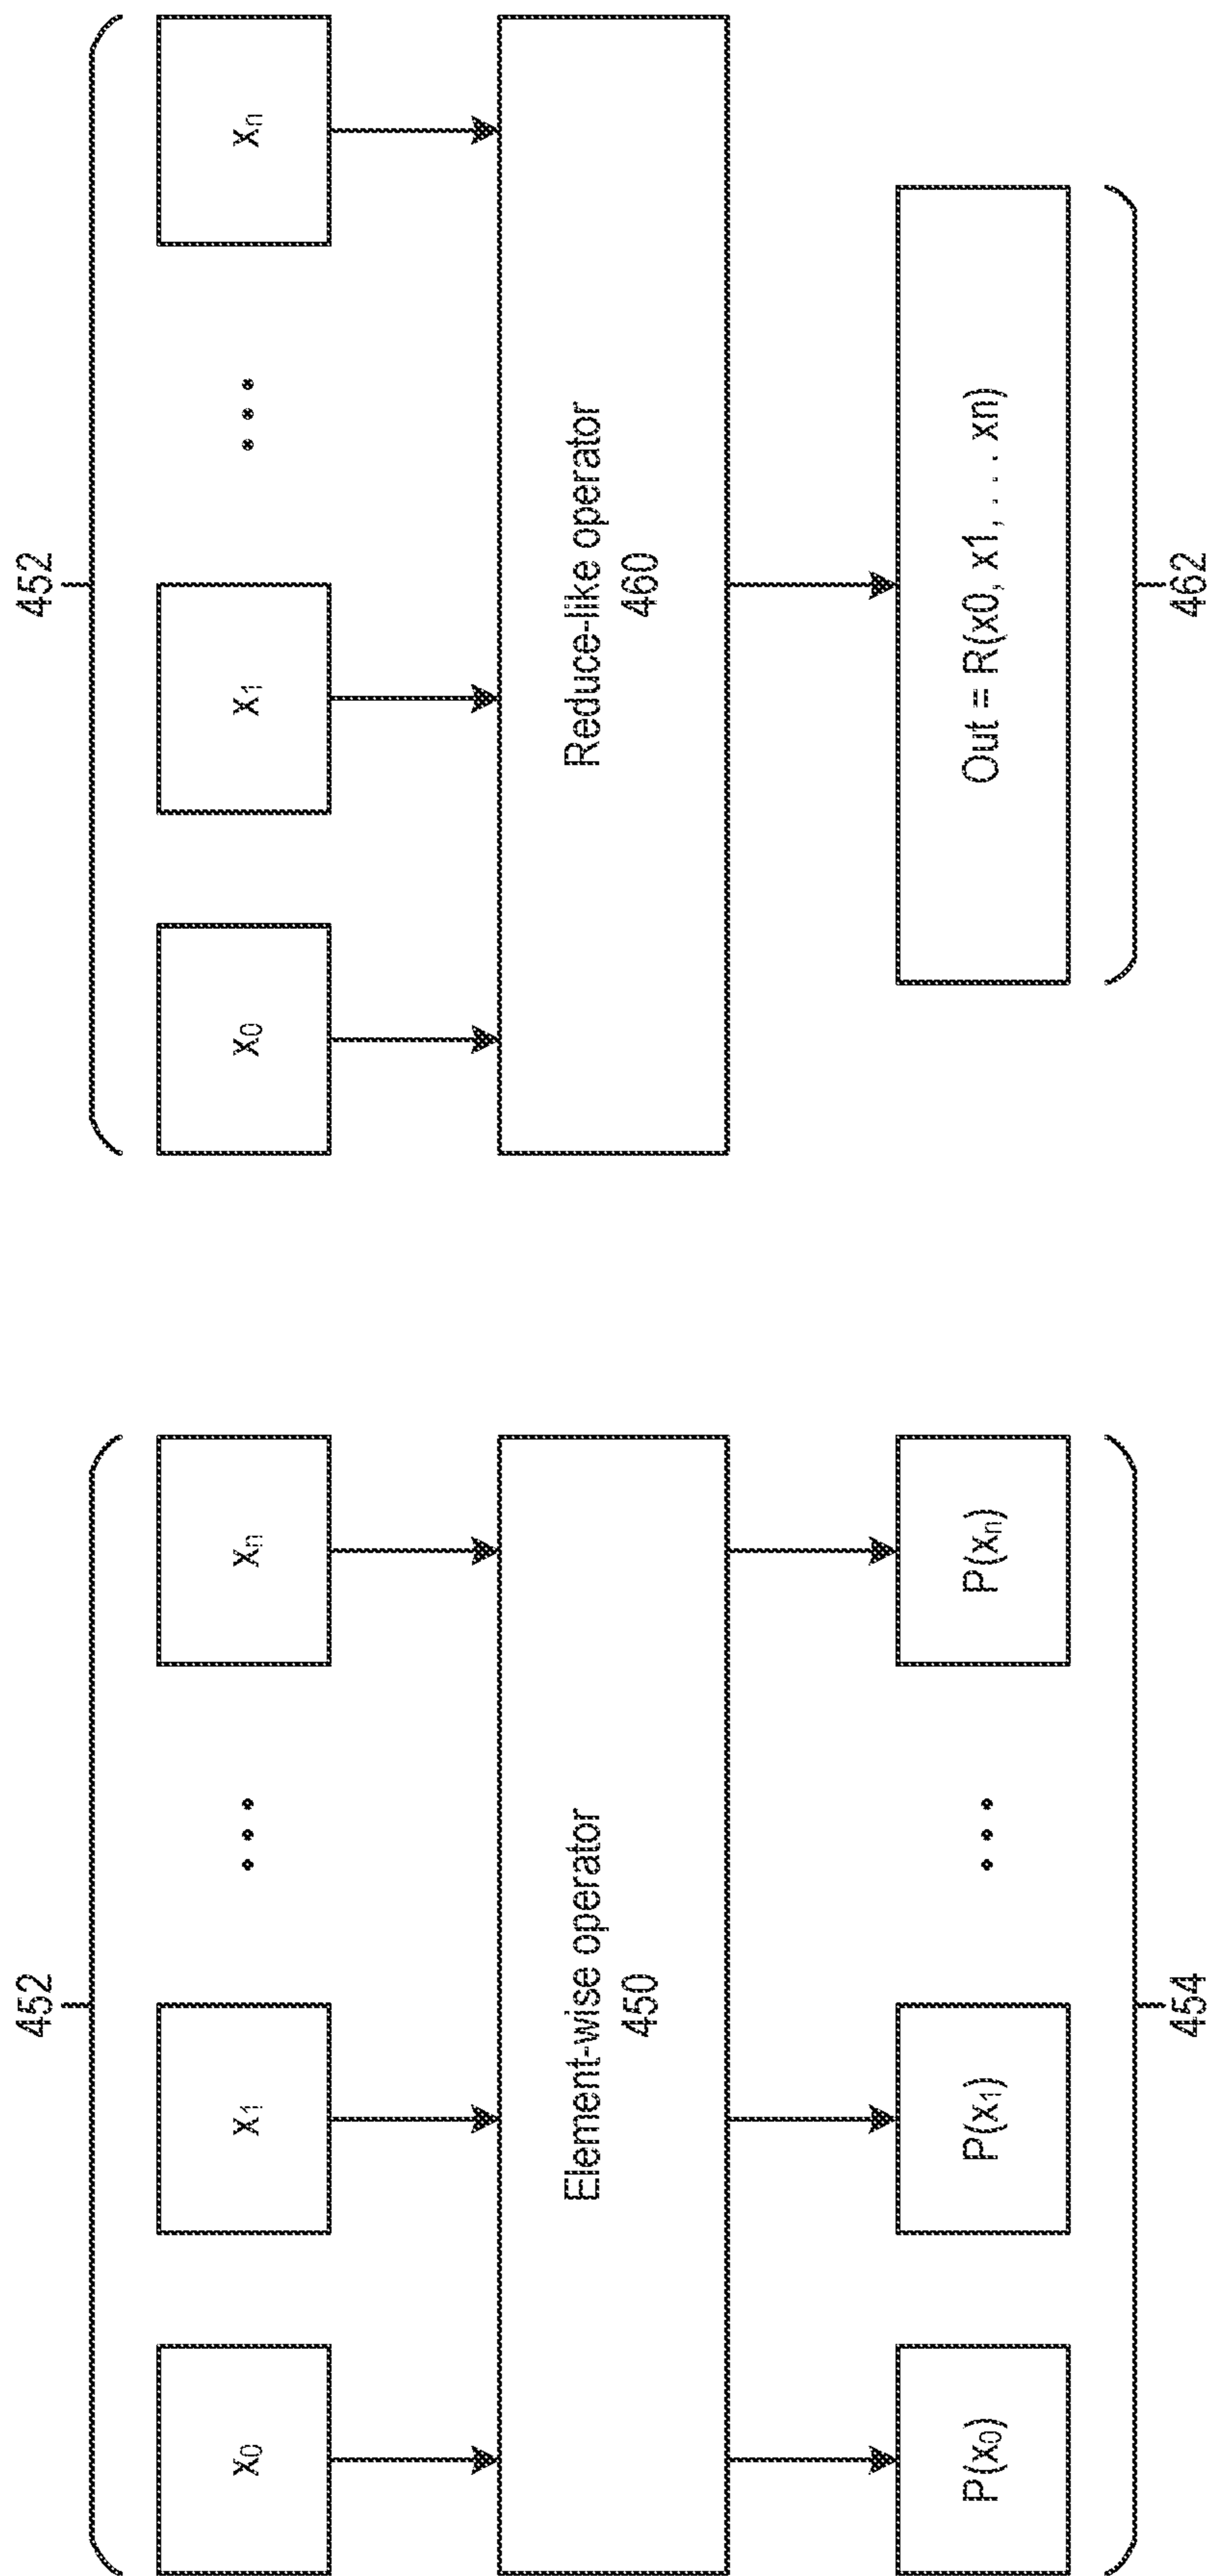 452
X0
X1
• • •
Xn
Element-wise operator
450
P(x0)
P(x1)
• • •
P(xn)
454
452
X0
X1
• • •
Xn
Reduce-like operator
460
Out = R(x0, x1, . . . xn)
462